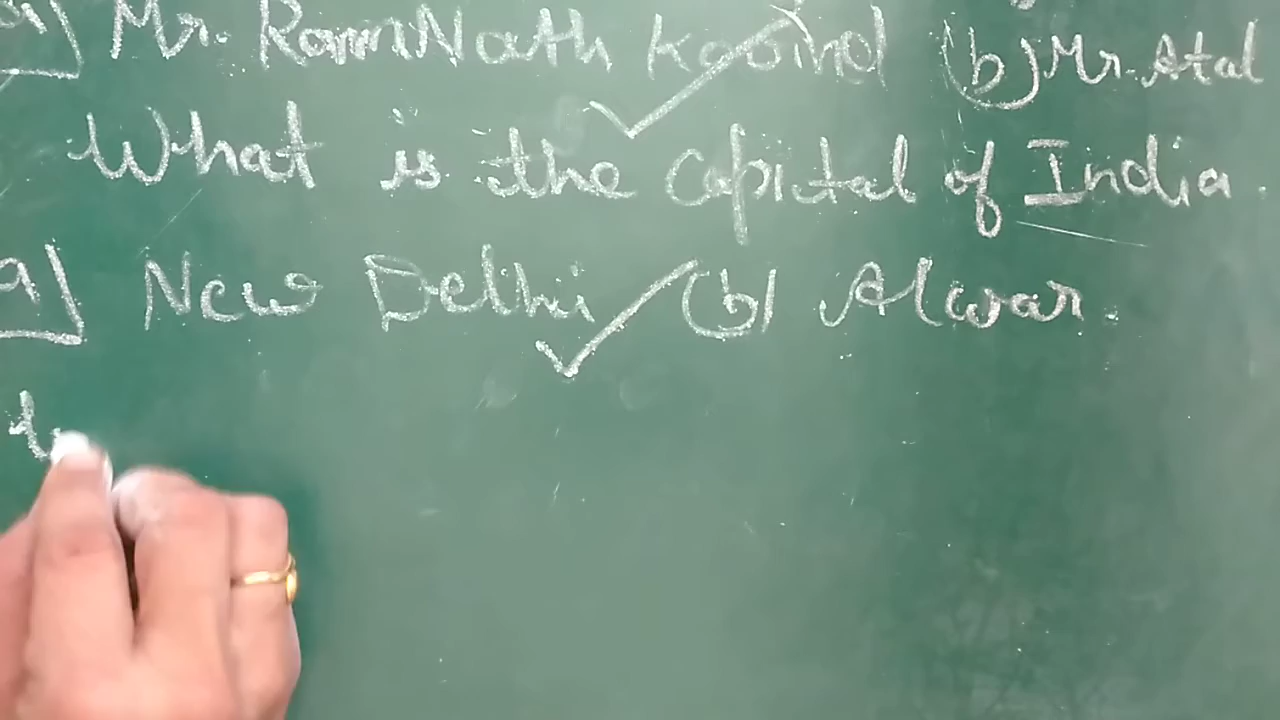 a) Mr. RamNath Kovind (b) Mr. Atal
What is the capital of India.
a) New Delhi (b) Alwar.